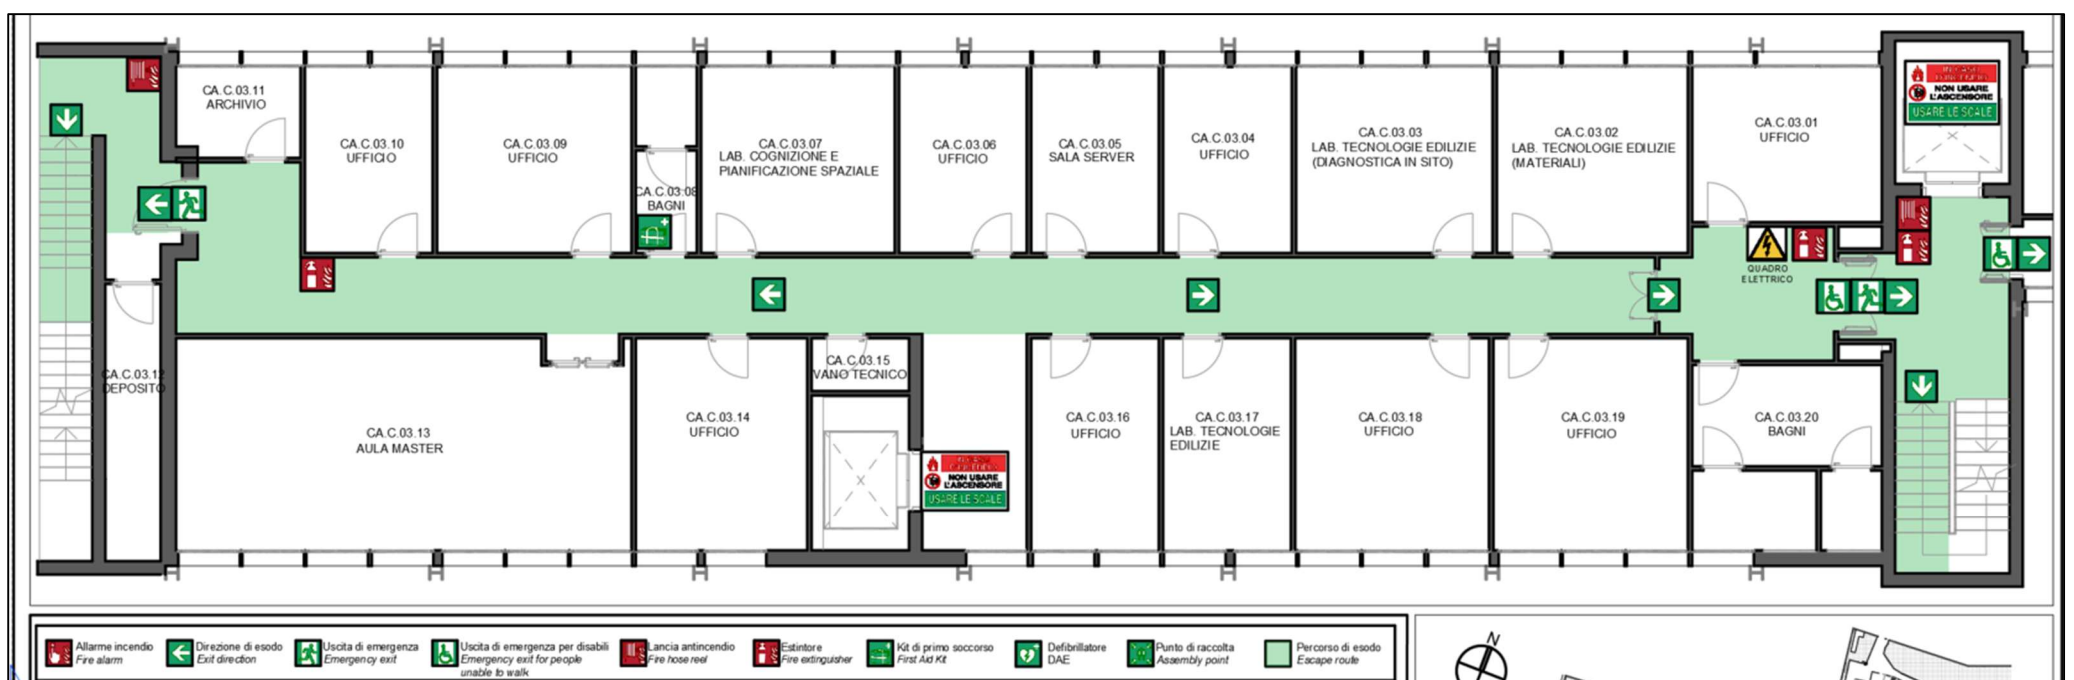 CA.C.03.11
ARCHIVIO
CA.C.03.10
UFFICIO
CA.C.03.09
UFFICIO
CA.C.03.08
BAGNI
CA.C.03.07
LAB. COGNIZIONE E
PIANIFICAZIONE SPAZIALE
CA.C.03.06
UFFICIO
CA.C.03.05
SALA SERVER
CA.C.03.04
UFFICIO
CA.C.03.03
LAB. TECNOLOGIE EDILIZIE
(DIAGNOSTICA IN SITO)
CA.C.03.02
LAB. TECNOLOGIE EDILIZIE
(MATERIALI)
CA.C.03.01
UFFICIO
IN CASO
D'INCENDIO
NON USARE
L'ASCENSORE
USARE LE SCALE
QUADRO
ELETTRICO
CA.C.03.12
DEPOSITO
CA.C.03.13
AULA MASTER
CA.C.03.14
UFFICIO
CA.C.03.15
VANO TECNICO
IN CASO
D'INCENDIO
NON USARE
L'ASCENSORE
USARE LE SCALE
CA.C.03.16
UFFICIO
CA.C.03.17
LAB. TECNOLOGIE
EDILIZIE
CA.C.03.18
UFFICIO
CA.C.03.19
UFFICIO
CA.C.03.20
BAGNI
Allarme incendio
Fire alarm
Direzione di esodo
Exit direction
Uscita di emergenza
Emergency exit
Uscita di emergenza per disabili
Emergency exit for people
unable to walk
Lancia antincendio
Fire hose reel
Estintore
Fire extinguisher
Kit di primo soccorso
First Aid Kit
Defibrillatore
DAE
Punto di raccolta
Assembly point
Percorso di esodo
Escape route
N